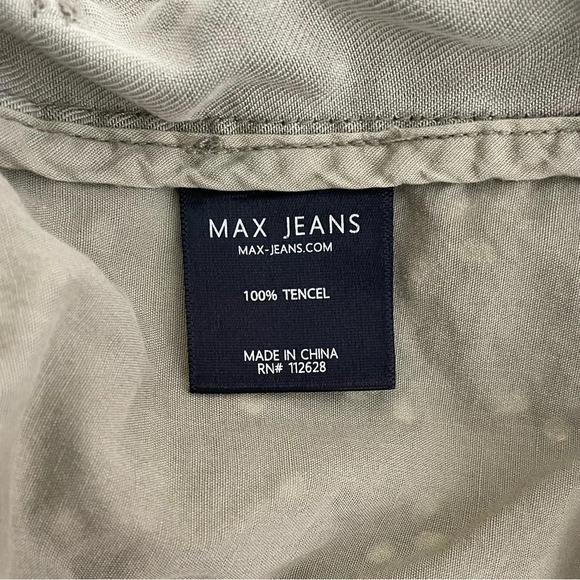 MAX JEANS
MAX-JEANS.COM
100% TENCEL
MADE IN CHINA
RN# 112628